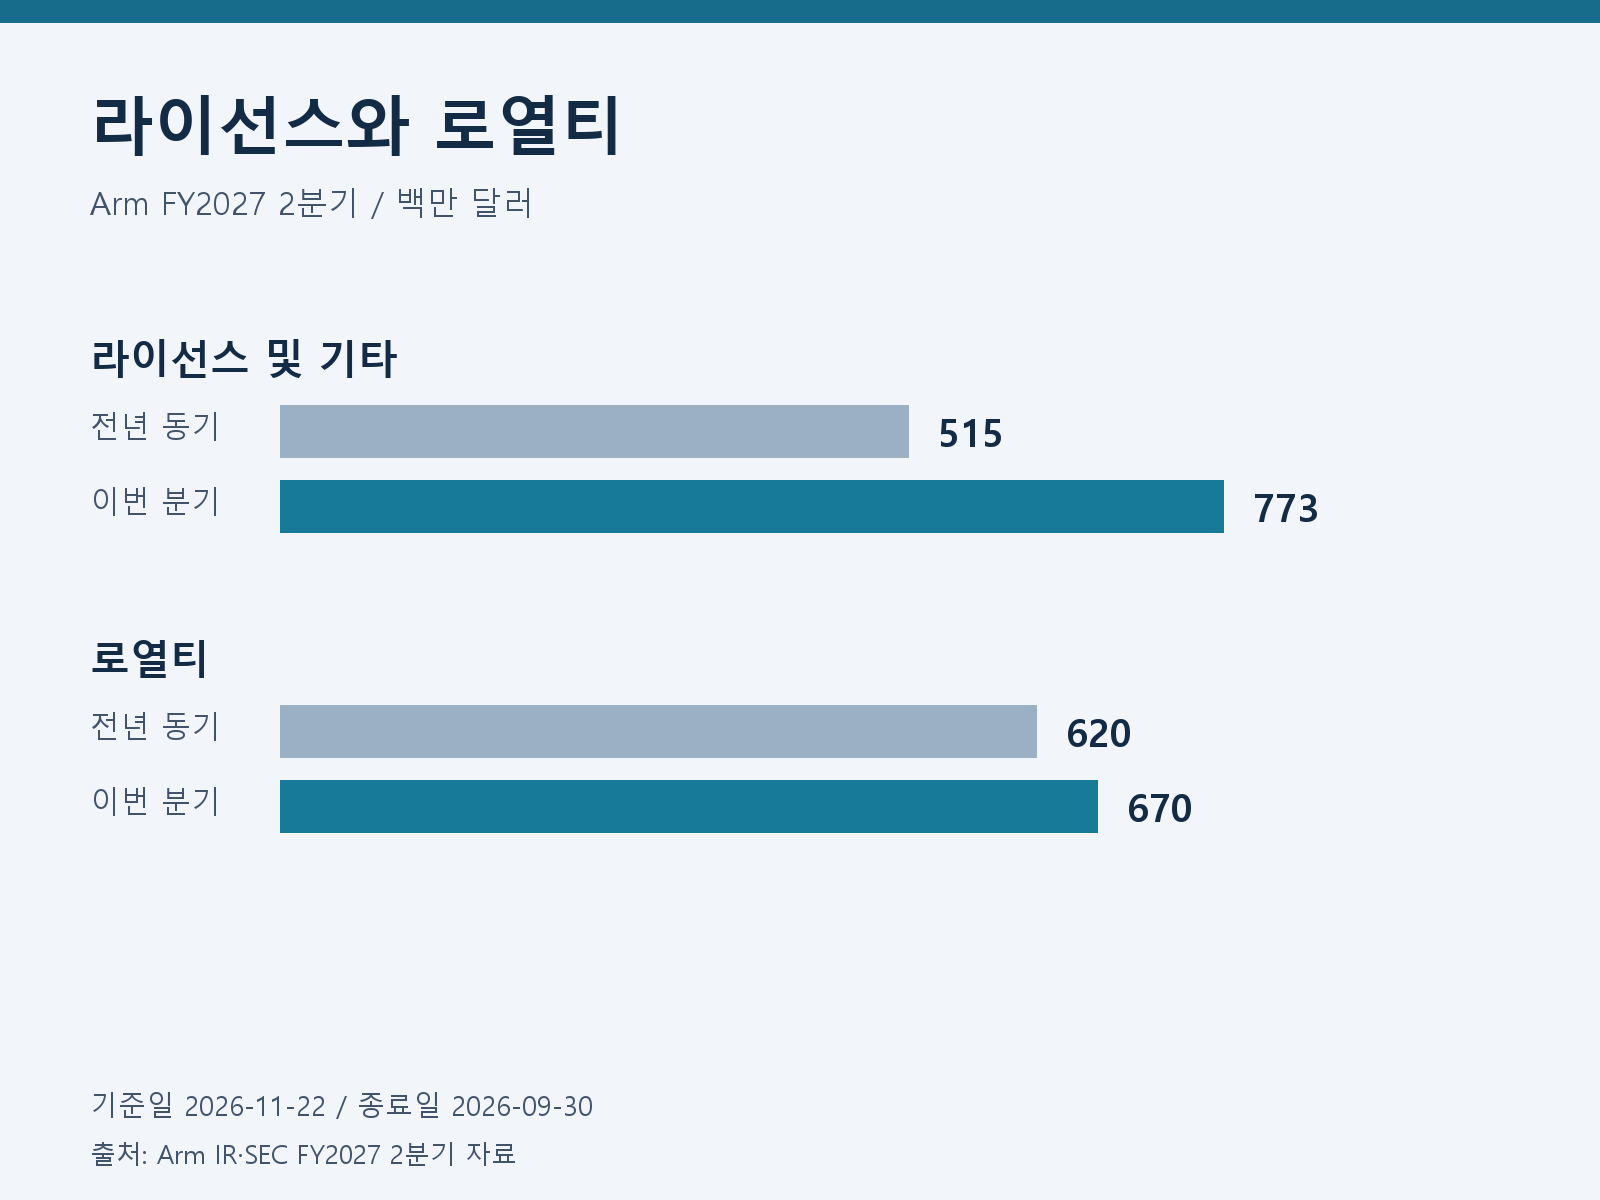 라이선스와 로열티
Arm FY2027 2분기 / 백만 달러
라이선스 및 기타
전년 동기 515
이번 분기 773
로열티
전년 동기 620
이번 분기 670
기준일 2026-11-22 / 종료일 2026-09-30
출처: Arm IR·SEC FY2027 2분기 자료